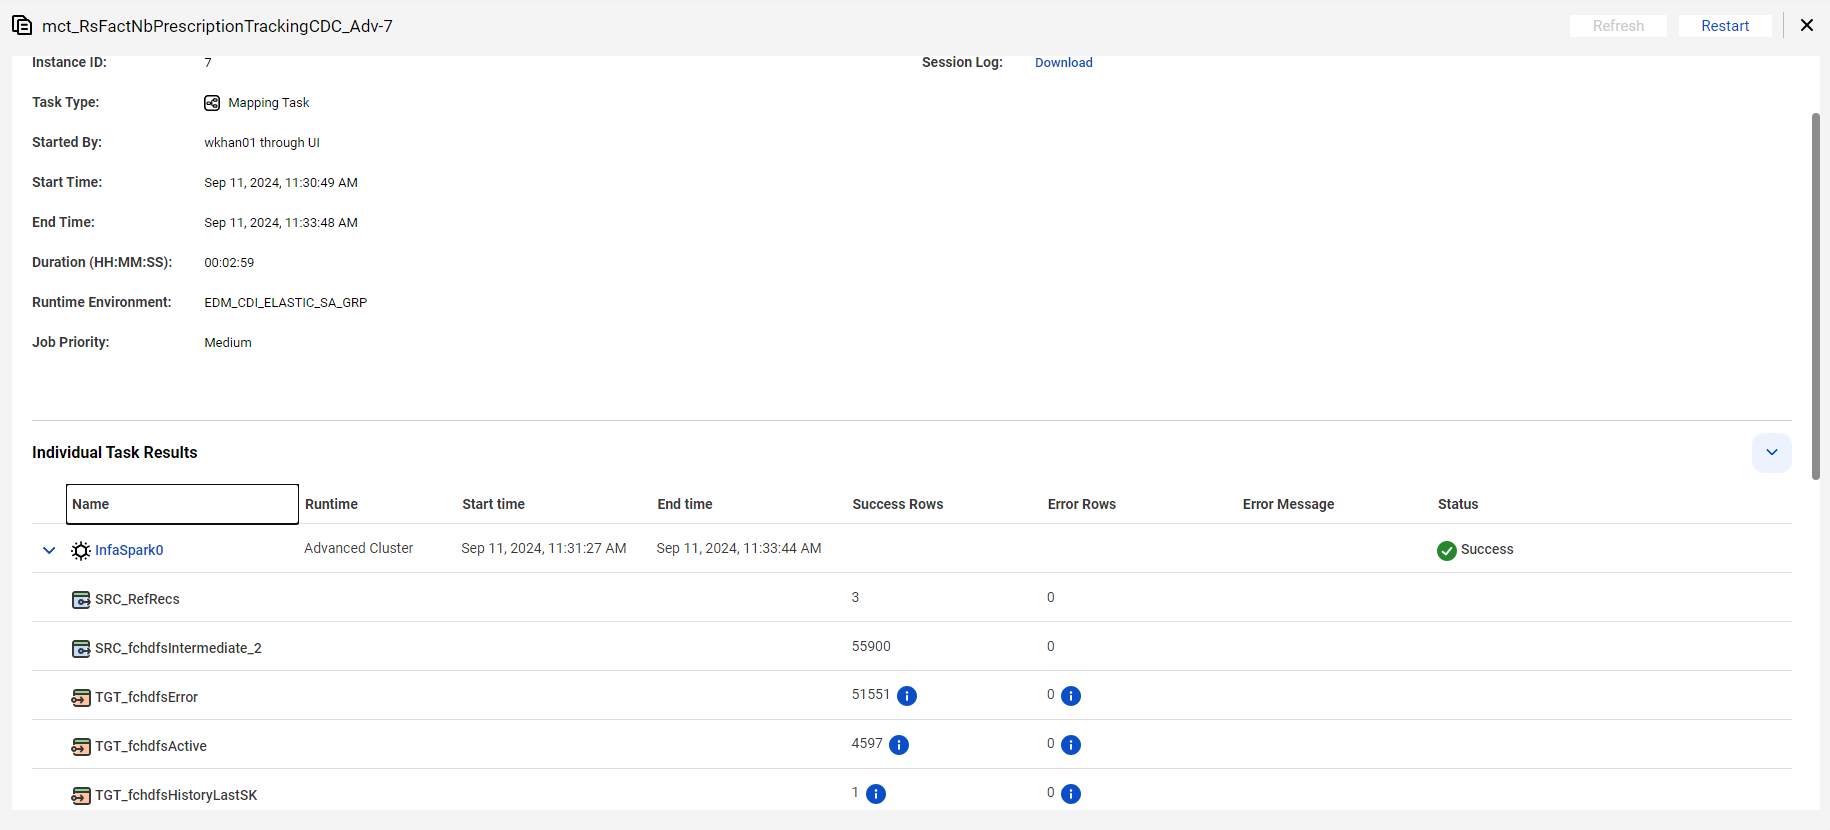 mct_RsFactNbPrescriptionTrackingCDC_Adv-7 Refresh Restart
Instance ID: 7 Session Log: Download
Task Type: Mapping Task
Started By: wkhan01 through UI
Start Time: Sep 11, 2024, 11:30:49 AM
End Time: Sep 11, 2024, 11:33:48 AM
Duration (HH:MM:SS): 00:02:59
Runtime Environment: EDM_CDI_ELASTIC_SA_GRP
Job Priority: Medium
Individual Task Results
Name Runtime Start time End time Success Rows Error Rows Error Message Status
InfaSpark0 Advanced Cluster Sep 11, 2024, 11:31:27 AM Sep 11, 2024, 11:33:44 AM Success
SRC_RefRecs 3 0
SRC_fchdfsIntermediate_2 55900 0
TGT_fchdfsError 51551 0
TGT_fchdfsActive 4597 0
TGT_fchdfsHistoryLastSK 1 0